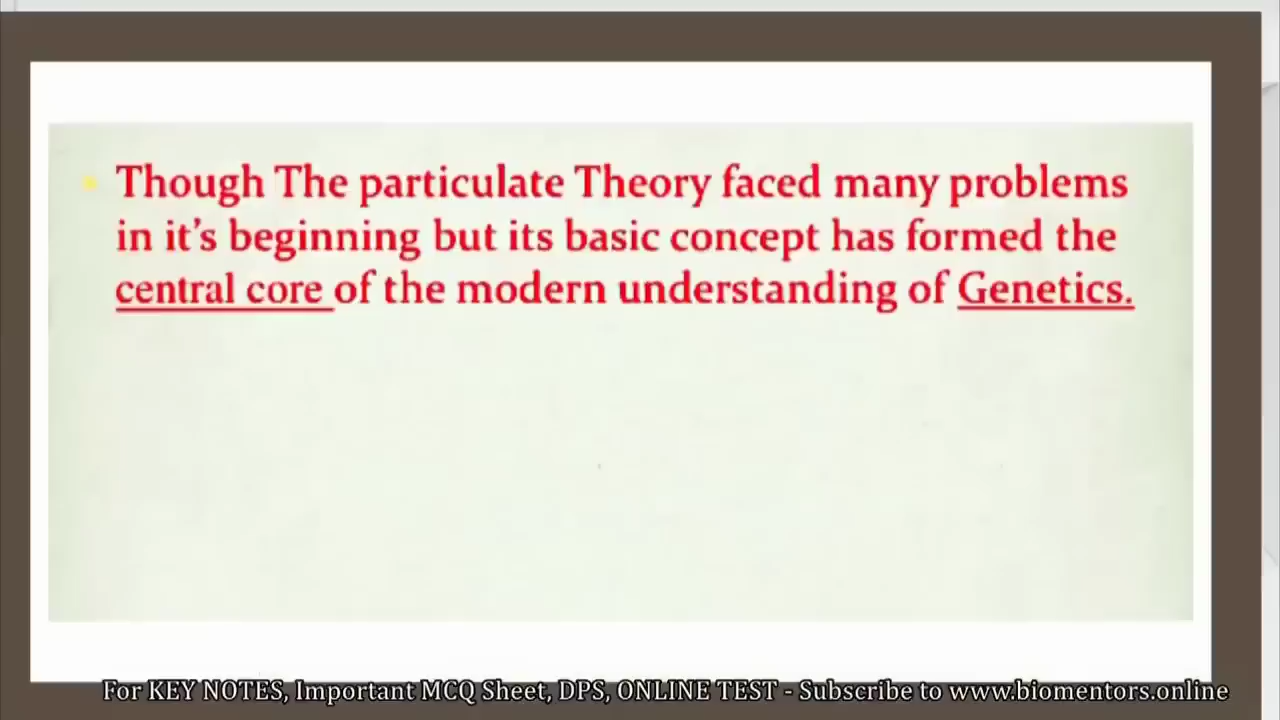 Though The particulate Theory faced many problems
in it's beginning but its basic concept has formed the
central core of the modern understanding of Genetics.
For KEY NOTES, Important MCQ Sheet, DPS, ONLINE TEST - Subscribe to www.biomentors.online